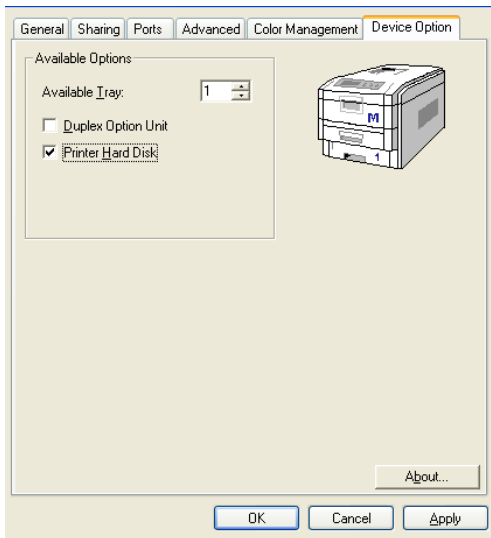 General Sharing Ports Advanced Color Management Device Option
Available Options
Available Tray: 1
Duplex Option Unit
Printer Hard Disk
M
1
About...
OK Cancel Apply